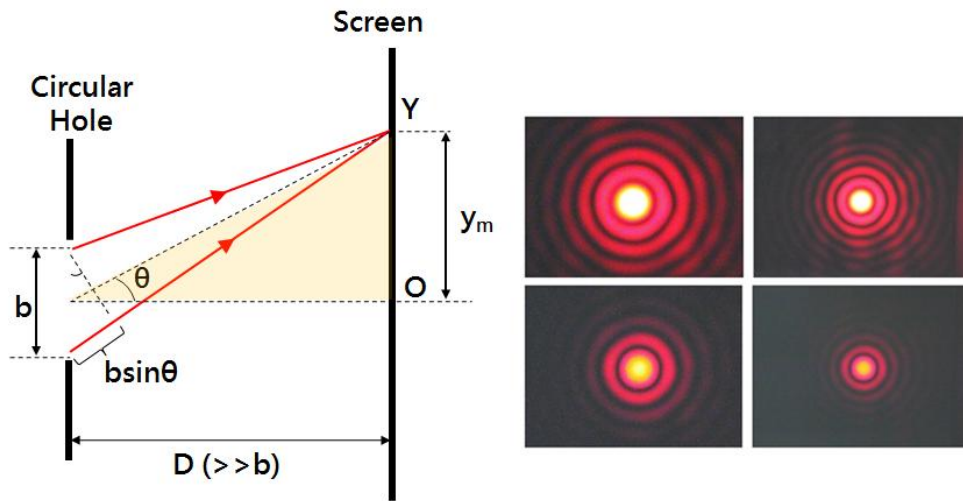 Screen
Circular
Hole
Y
y_m
θ
O
b
bsinθ
D (>>b)